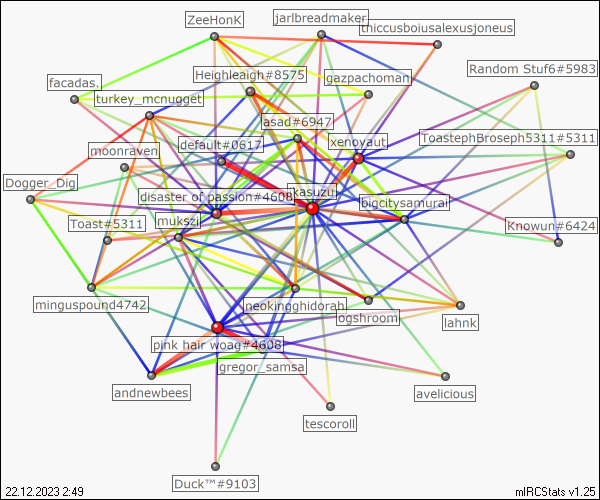 ZeeHonK
jarlbreadmaker
thiccusboiusalexusjoneus
Heighleaigh#8575
gazpachoman
Random Stuf6#5983
facadas.
turkey_mcnugget
asad#6947
default#0617
xenoyaut
ToastephBroseph5311#5311
moonraven
Dogger_Dig
disaster of passion#4608
kasuzu
bigcitysamurai
Toast#5311
mukszi
Knowun#6424
minguspound4742
neokingghidorah
ogshroom
lahnk
pink hair woag#4608
gregor_samsa
andnewbees
avelicious
tescoroll
Duck™#9103
22.12.2023 2:49
mIRCStats v1.25